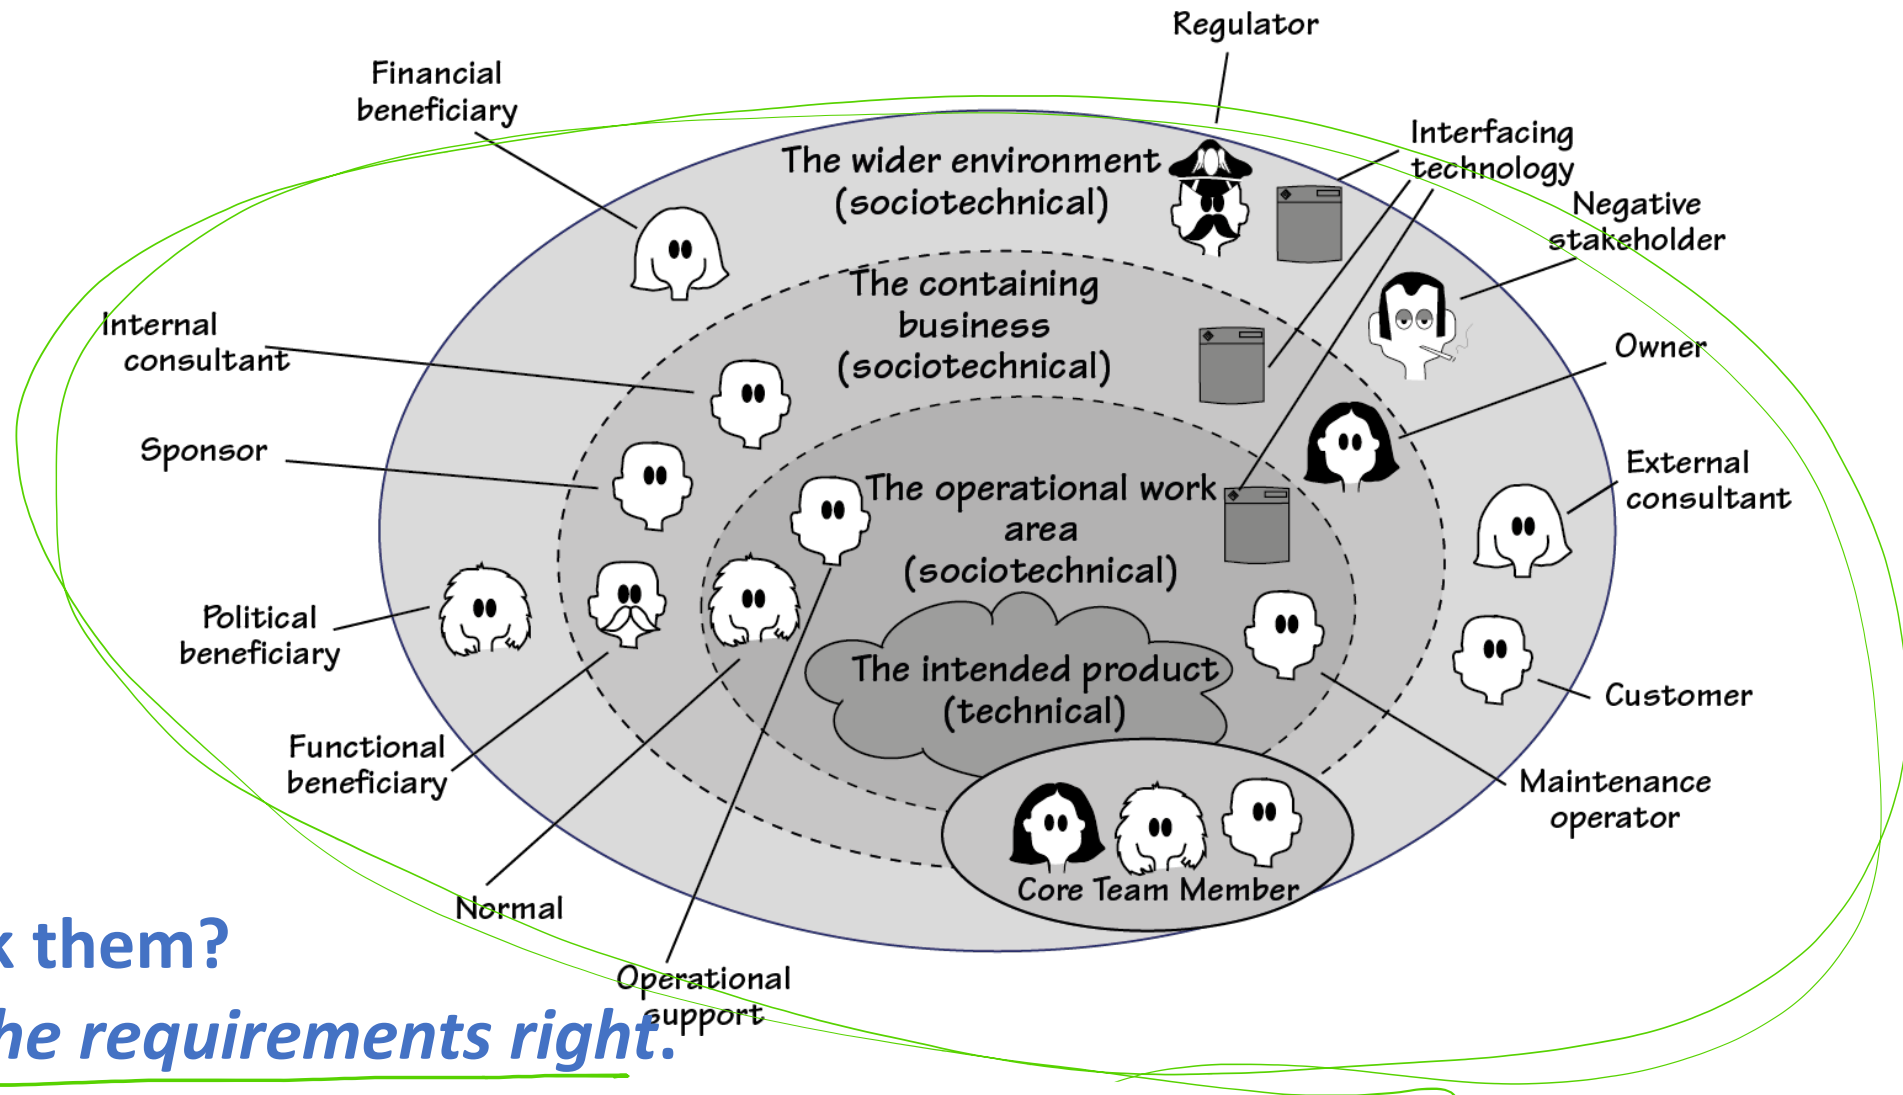 Regulator
Financial
beneficiary
Interfacing
technology
The wider environment
(sociotechnical)
Negative
stakeholder
The containing
business
(sociotechnical)
Internal
consultant
Owner
Sponsor
External
consultant
The operational work
area
(sociotechnical)
Political
beneficiary
The intended product
(technical)
Customer
Functional
beneficiary
Maintenance
operator
Core Team Member
Normal
Operational
support
k them?
he requirements right.